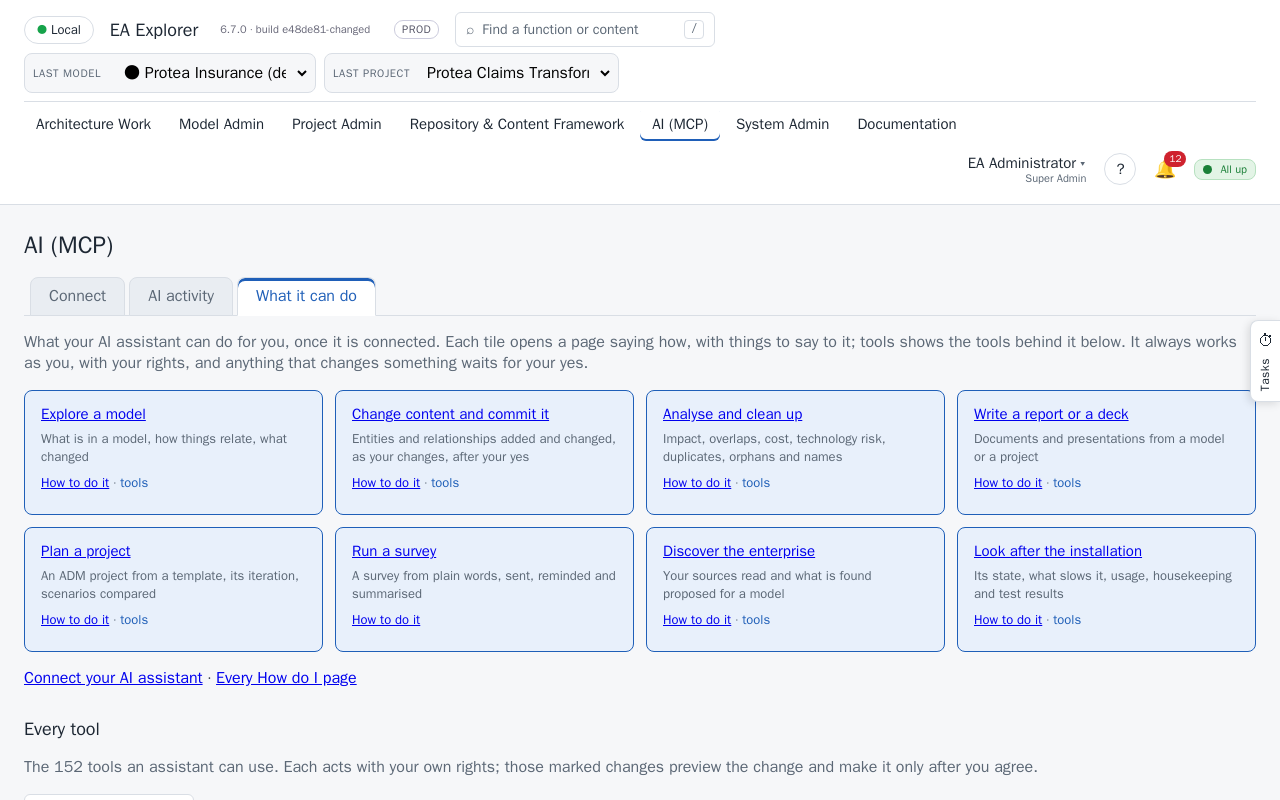 Local
EA Explorer
6.7.0 · build e48de81-changed
PROD
Find a function or content
/
LAST MODEL
Protea Insurance (de
LAST PROJECT
Protea Claims Transfor
Architecture Work
Model Admin
Project Admin
Repository & Content Framework
AI (MCP)
System Admin
Documentation
EA Administrator
Super Admin
?
12
All up
AI (MCP)
Connect
AI activity
What it can do
What your AI assistant can do for you, once it is connected. Each tile opens a page saying how, with things to say to it; tools shows the tools behind it below. It always works
as you, with your rights, and anything that changes something waits for your yes.
Tasks
Explore a model
What is in a model, how things relate, what
changed
How to do it · tools
Change content and commit it
Entities and relationships added and changed,
as your changes, after your yes
How to do it · tools
Analyse and clean up
Impact, overlaps, cost, technology risk,
duplicates, orphans and names
How to do it · tools
Write a report or a deck
Documents and presentations from a model
or a project
How to do it · tools
Plan a project
An ADM project from a template, its iteration,
scenarios compared
How to do it · tools
Run a survey
A survey from plain words, sent, reminded and
summarised
How to do it
Discover the enterprise
Your sources read and what is found
proposed for a model
How to do it · tools
Look after the installation
Its state, what slows it, usage, housekeeping
and test results
How to do it · tools
Connect your AI assistant · Every How do I page
Every tool
The 152 tools an assistant can use. Each acts with your own rights; those marked changes preview the change and make it only after you agree.